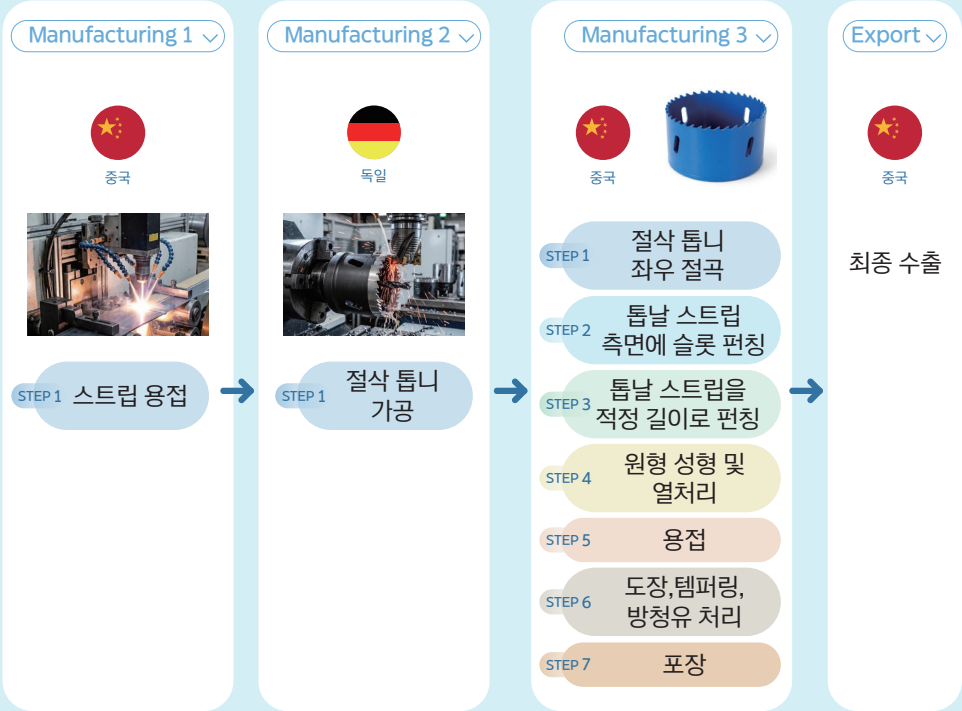 Manufacturing 1
중국
STEP 1 스트립 용접
Manufacturing 2
독일
STEP 1
절삭 톱니
가공
Manufacturing 3
중국
STEP 1
절삭 톱니
좌우 절곡
STEP 2
톱날 스트립
측면에 슬롯 펀칭
STEP 3
톱날 스트립을
적정 길이로 펀칭
STEP 4
원형 성형 및
열처리
STEP 5
용접
STEP 6
도장,템퍼링,
방청유 처리
STEP 7
포장
Export
중국
최종 수출